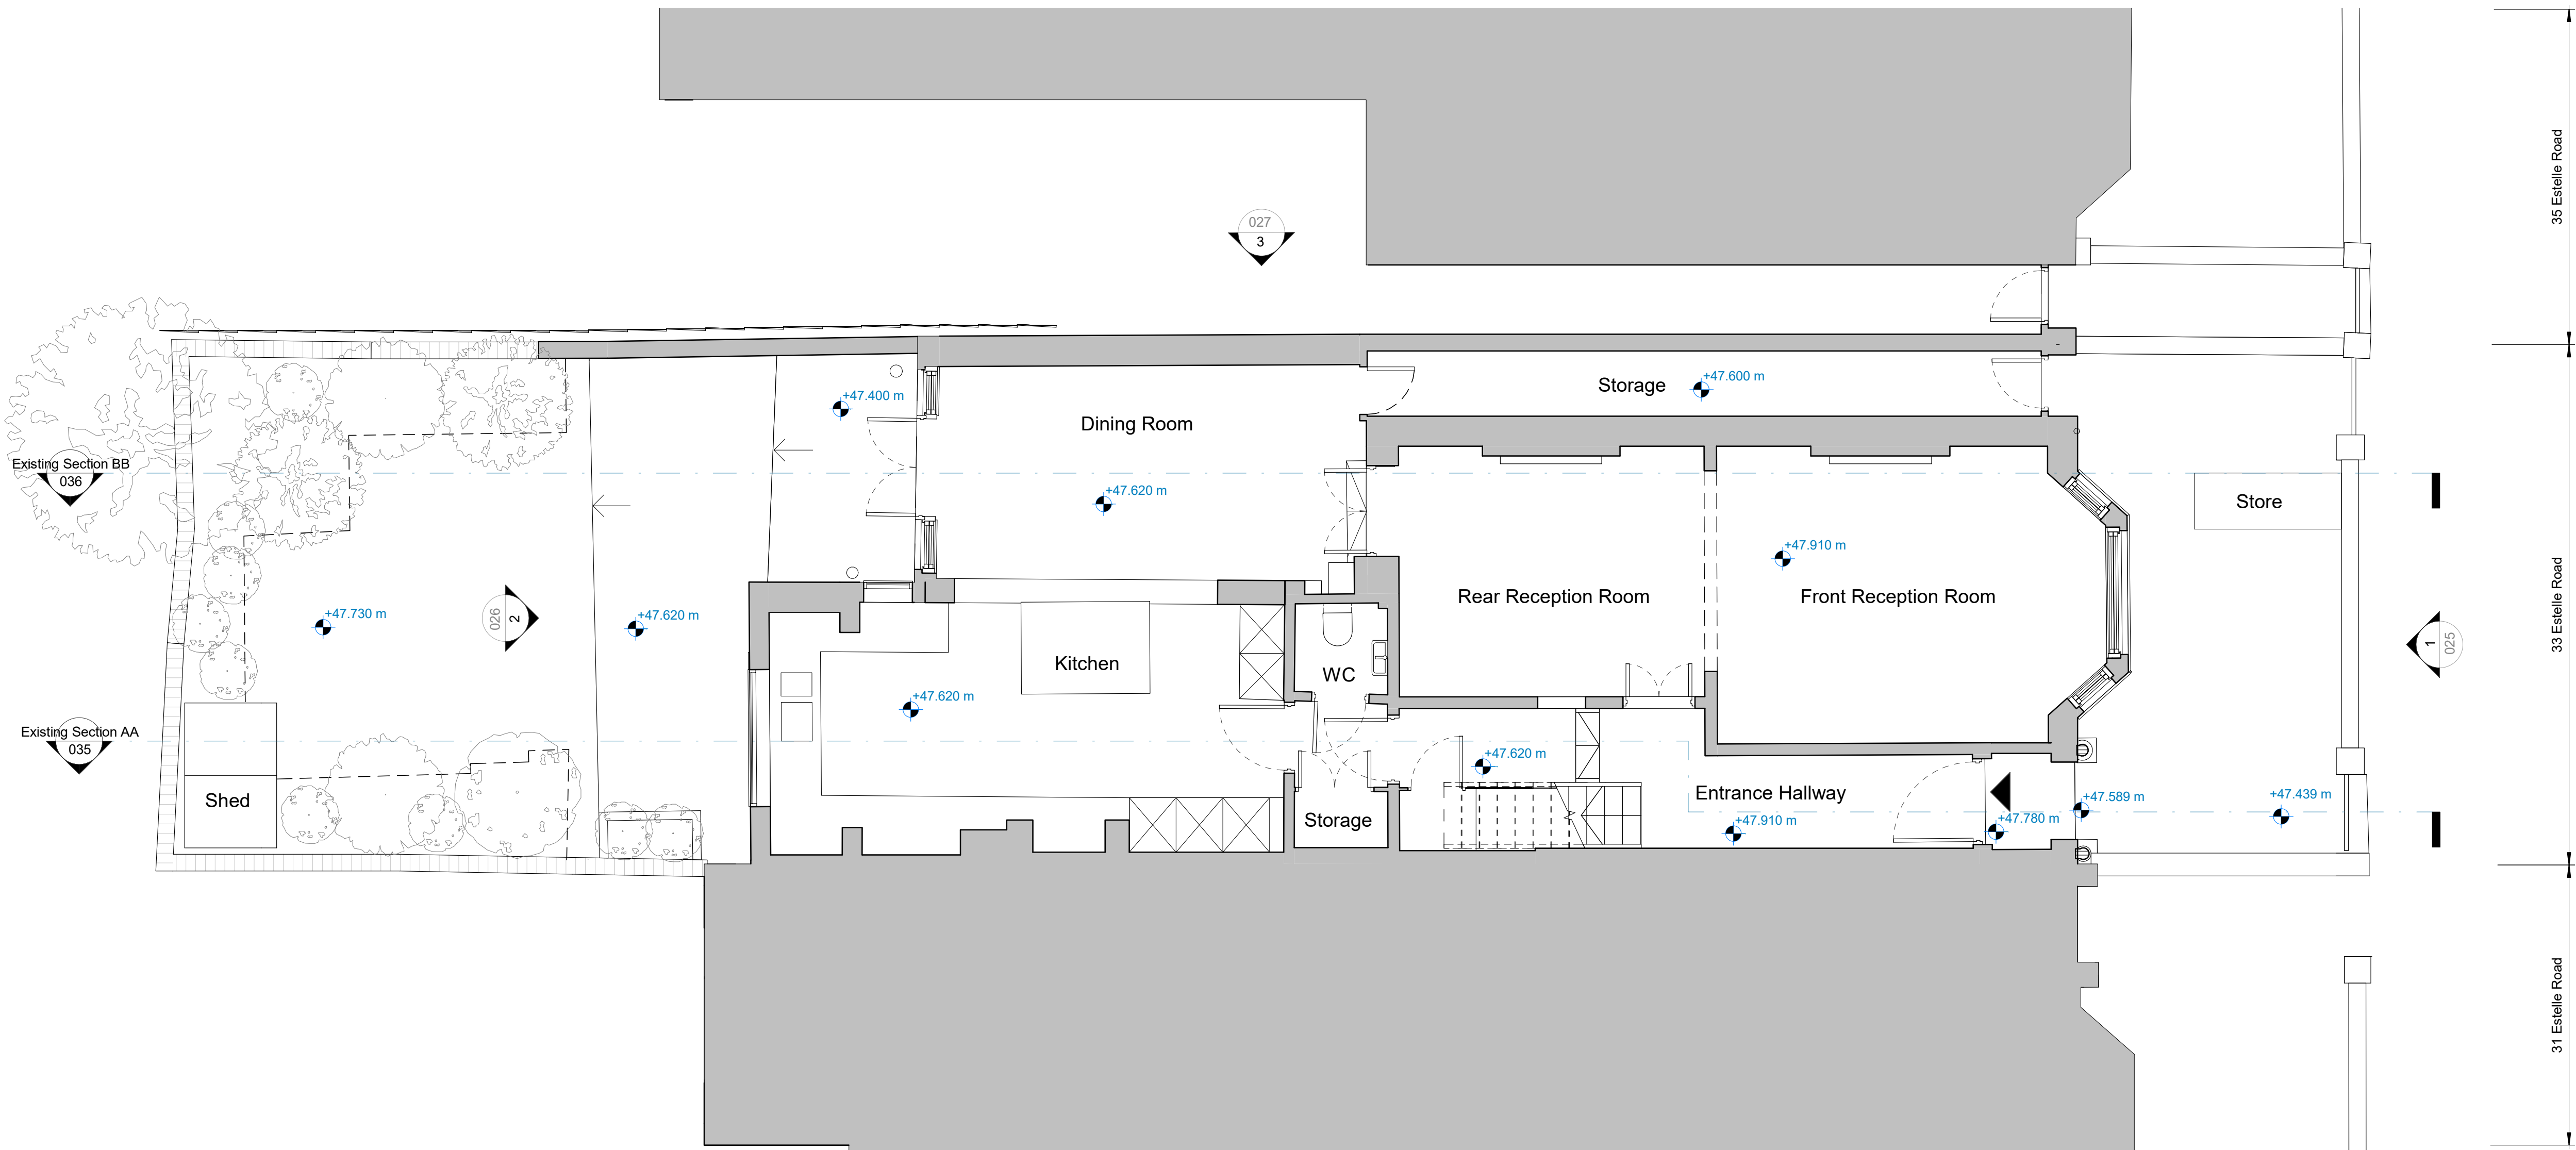 35 Estelle Road
027
3
Storage
+47.600 m
+47.400 m
Dining Room
Existing Section BB
036
+47.620 m
Store
+47.910 m
Rear Reception Room
Front Reception Room
+47.730 m
026
2
+47.620 m
33 Estelle Road
1
025
Kitchen
WC
+47.620 m
Existing Section AA
035
+47.620 m
Shed
Storage
Entrance Hallway
+47.910 m
+47.780 m
+47.589 m
+47.439 m
31 Estelle Road